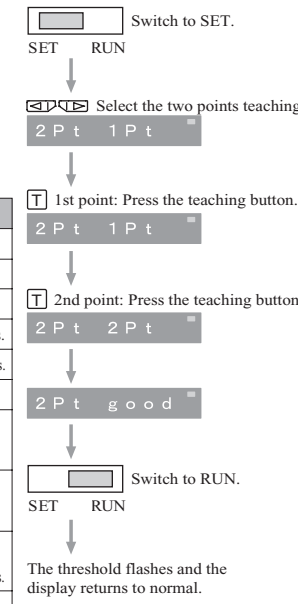 Switch to SET.
SET RUN
Select the two points teaching
2Pt 1Pt
T 1st point: Press the teaching button.
2Pt 1Pt
T 2nd point: Press the teaching button
2Pt 2Pt
s.
s.
2Pt good
Switch to RUN.
SET RUN
The threshold flashes and the
s.
display returns to normal.